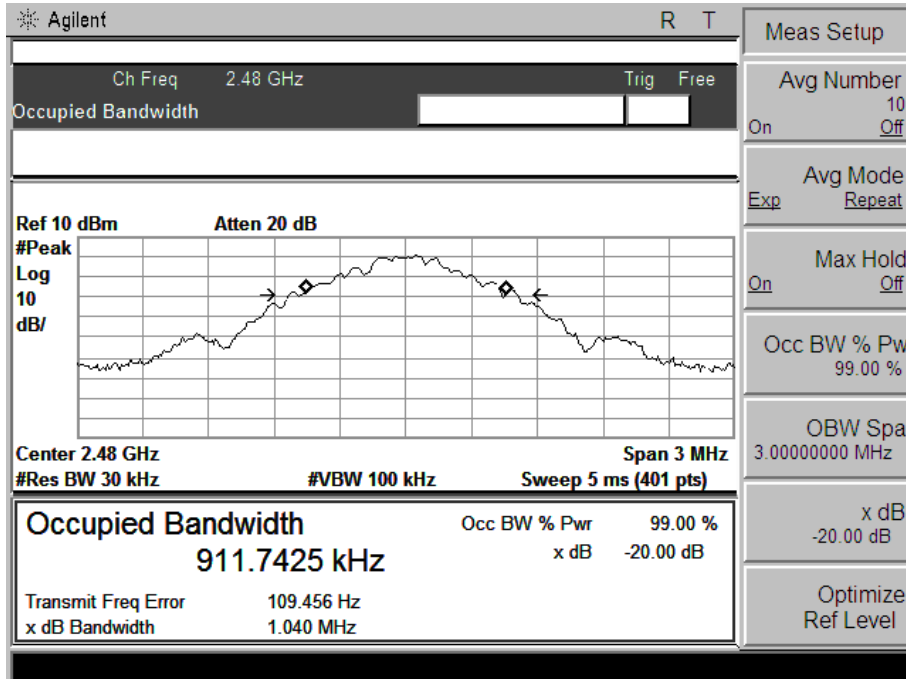 Agilent R T
Meas Setup
Ch Freq 2.48 GHz Trig Free
Occupied Bandwidth
Avg Number
10
On Off
Avg Mode
Exp Repeat
Ref 10 dBm Atten 20 dB
#Peak
Log
10
dB/
Max Hold
On Off
Occ BW % Pw
99.00 %
OBW Spa
3.00000000 MHz
Center 2.48 GHz Span 3 MHz
#Res BW 30 kHz #VBW 100 kHz Sweep 5 ms (401 pts)
x dB
-20.00 dB
Optimize
Ref Level
Occupied Bandwidth
911.7425 kHz
Occ BW % Pwr 99.00 %
x dB -20.00 dB
Transmit Freq Error 109.456 Hz
x dB Bandwidth 1.040 MHz